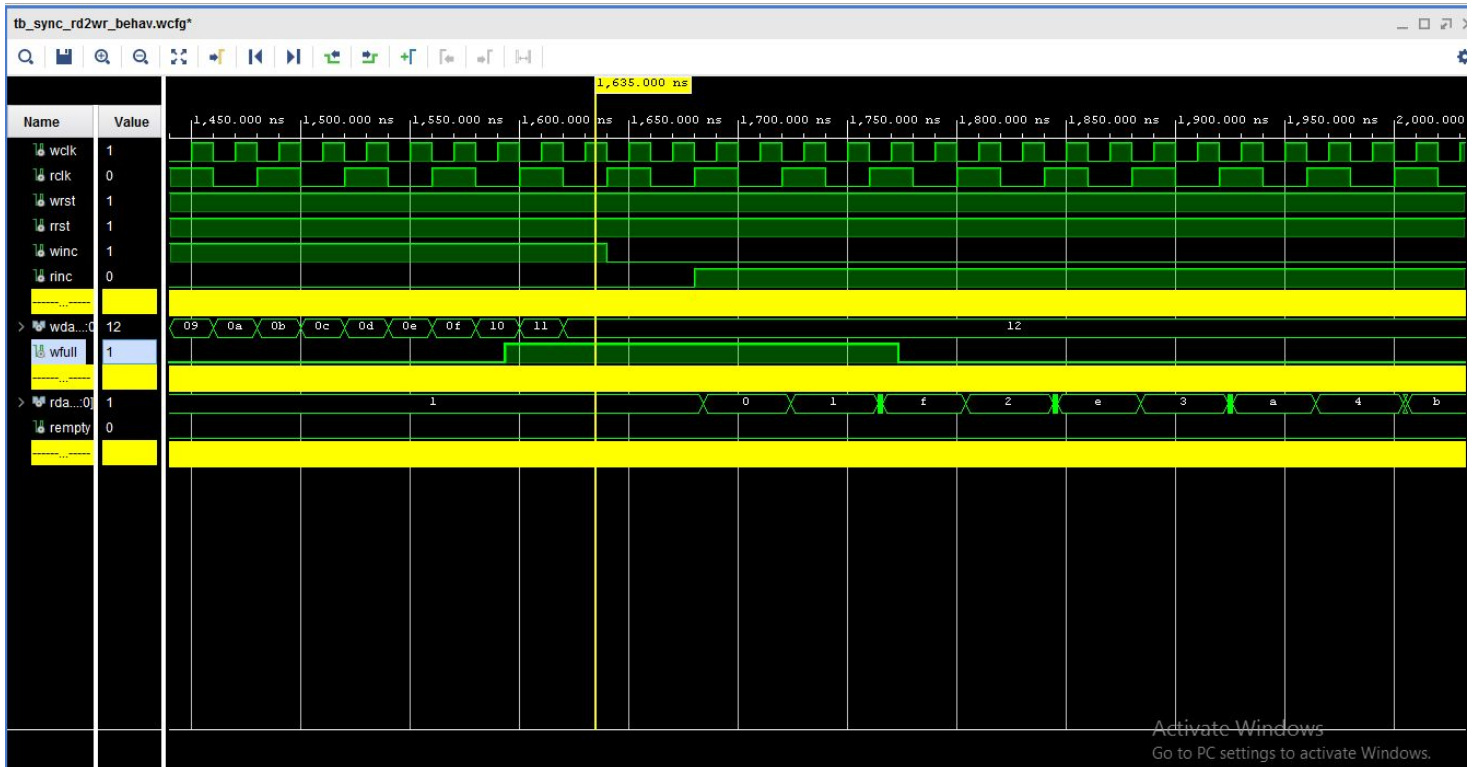 tb_sync_rd2wr_behav.wcfg*
1,635.000 ns
Name Value
1,450.000 ns 1,500.000 ns 1,550.000 ns 1,600.000 ns 1,650.000 ns 1,700.000 ns 1,750.000 ns 1,800.000 ns 1,850.000 ns 1,900.000 ns 1,950.000 ns 2,000.000
wclk 1
rclk 0
wrst 1
rrst 1
winc 1
rinc 0
wda...:0 12 09 0a 0b 0c 0d 0e 0f 10 11 12
wfull 1
rda...:0] 1 1 0 1 f 2 e 3 a 4 b
rempty 0
Activate Windows
Go to PC settings to activate Windows.